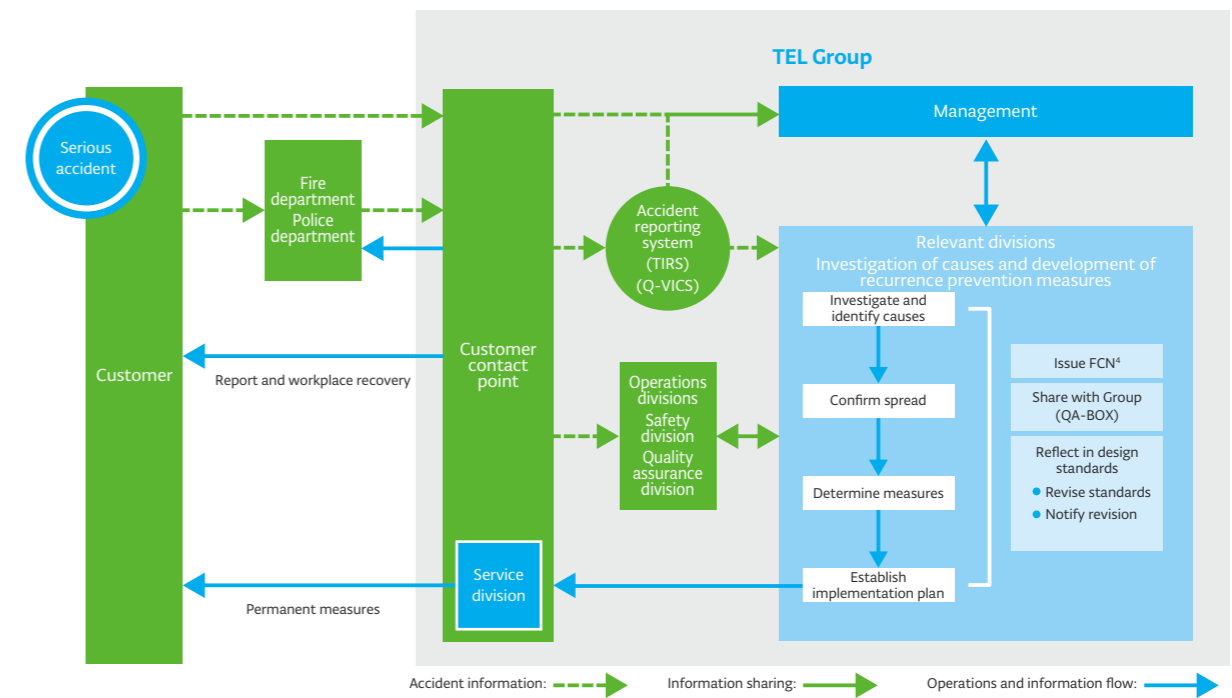 TEL Group
Serious
accident
Customer
Fire
department
Police
department
Customer
contact
point
Service
division
Report and workplace recovery
Permanent measures
Accident
reporting
system
(TIRS)
(Q-VICS)
Operations
divisions
Safety
division
Quality
assurance
division
Management
Relevant divisions
Investigation of causes and development of
recurrence prevention measures
Investigate and
identify causes
Confirm spread
Determine measures
Establish
implementation plan
Issue FCN⁴
Share with Group
(QA-BOX)
Reflect in design
standards
● Revise standards
● Notify revision
Accident information:
Information sharing:
Operations and information flow: